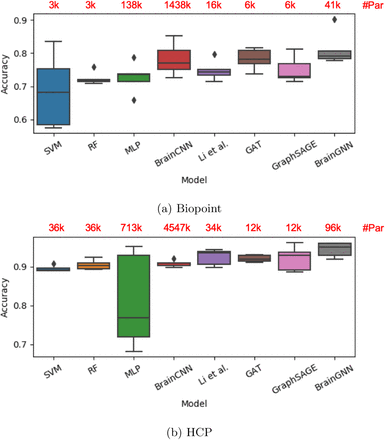 3k 3k 138k 1438k 16k 6k 6k 41k #Par
0.9
0.8
0.7
0.6
Accuracy
SVM RF MLP BrainCNN Li et al. GAT GraphSAGE BrainGNN
Model
(a) Biopoint
36k 36k 713k 4547k 34k 12k 12k 96k #Par
0.9
0.8
0.7
Accuracy
SVM RF MLP BrainCNN Li et al. GAT GraphSAGE BrainGNN
Model
(b) HCP